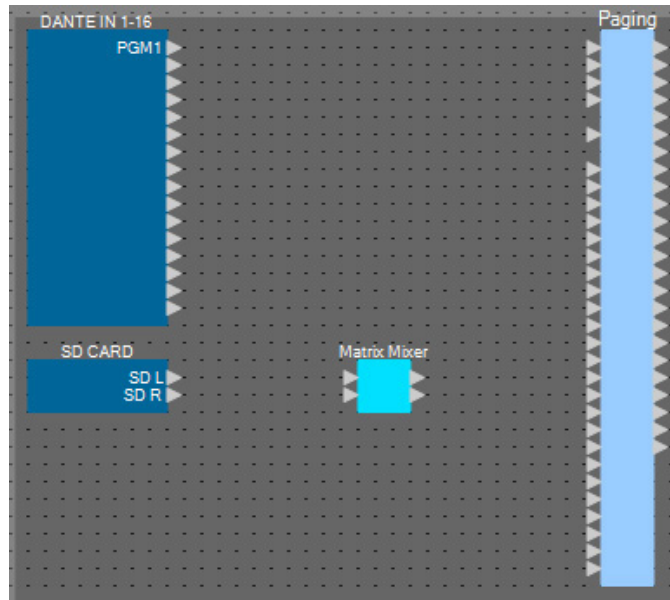 DANTE IN 1-16
Paging
PGM1
SD CARD
Matrix Mixer
SD L
SD R